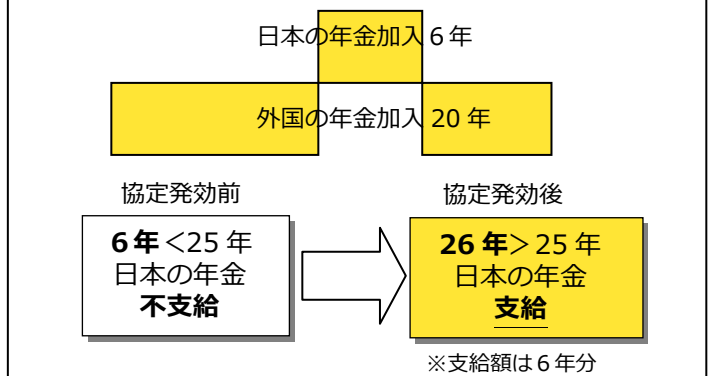 日本の年金加入6年
外国の年金加入 20 年
協定発効前
協定発効後
6年<25 年
日本の年金
不支給
26 年>25 年
日本の年金
支給
※支給額は6年分